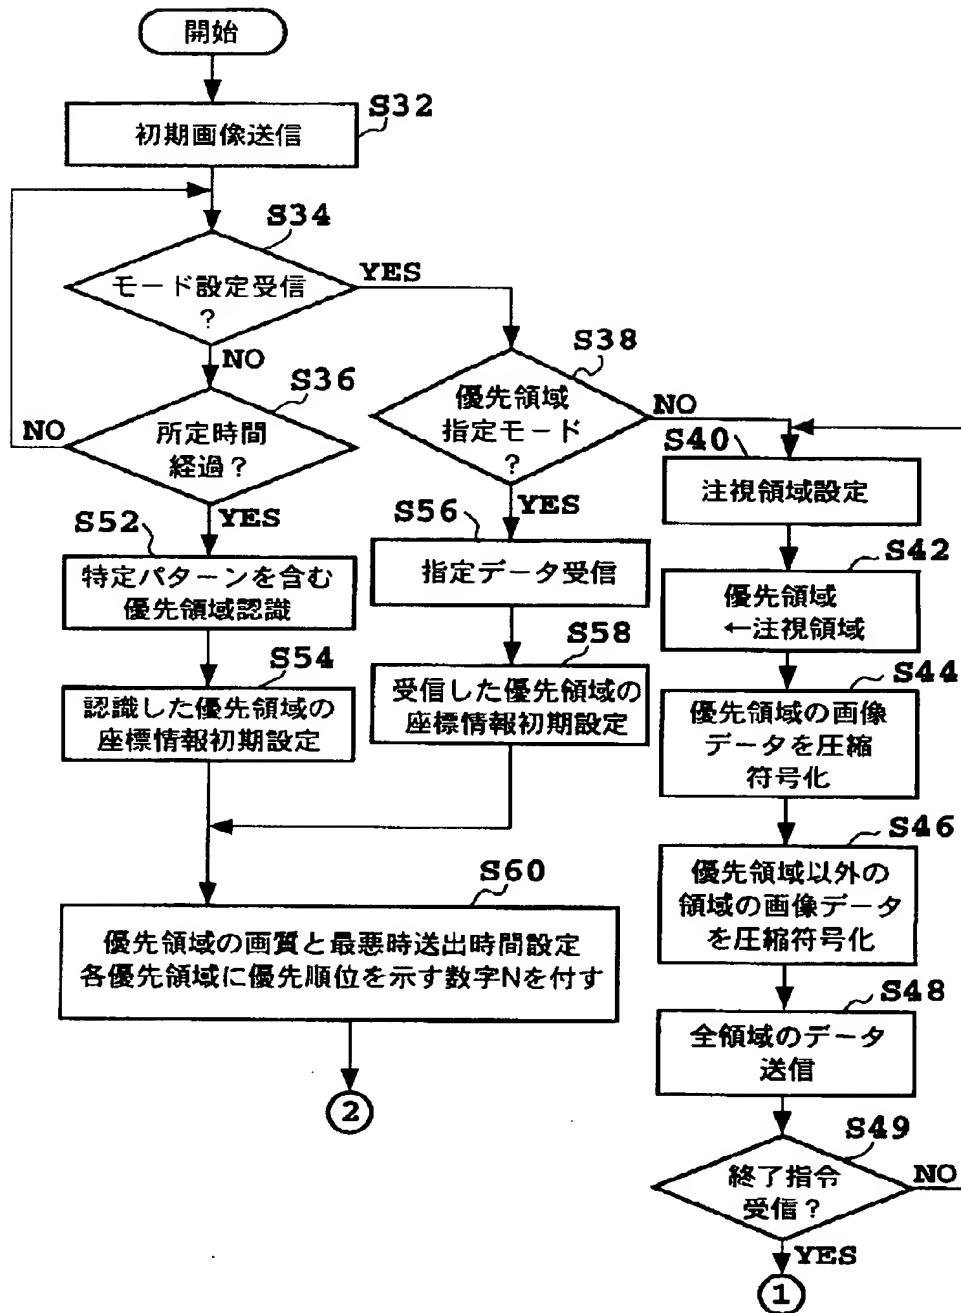 開始
S32
初期画像送信
S34
モード設定受信
?
YES
NO
S36
所定時間
経過?
NO
YES
S38
優先領域
指定モード
?
NO
YES
S52
特定パターンを含む
優先領域認識
S54
認識した優先領域の
座標情報初期設定
S56
指定データ受信
S58
受信した優先領域の
座標情報初期設定
S60
優先領域の画質と最悪時送出時間設定
各優先領域に優先順位を示す数字Nを付す
2
S40
注視領域設定
S42
優先領域
←注視領域
S44
優先領域の画像
データを圧縮
符号化
S46
優先領域以外の
領域の画像データ
を圧縮符号化
S48
全領域のデータ
送信
S49
終了指令
受信?
NO
YES
1